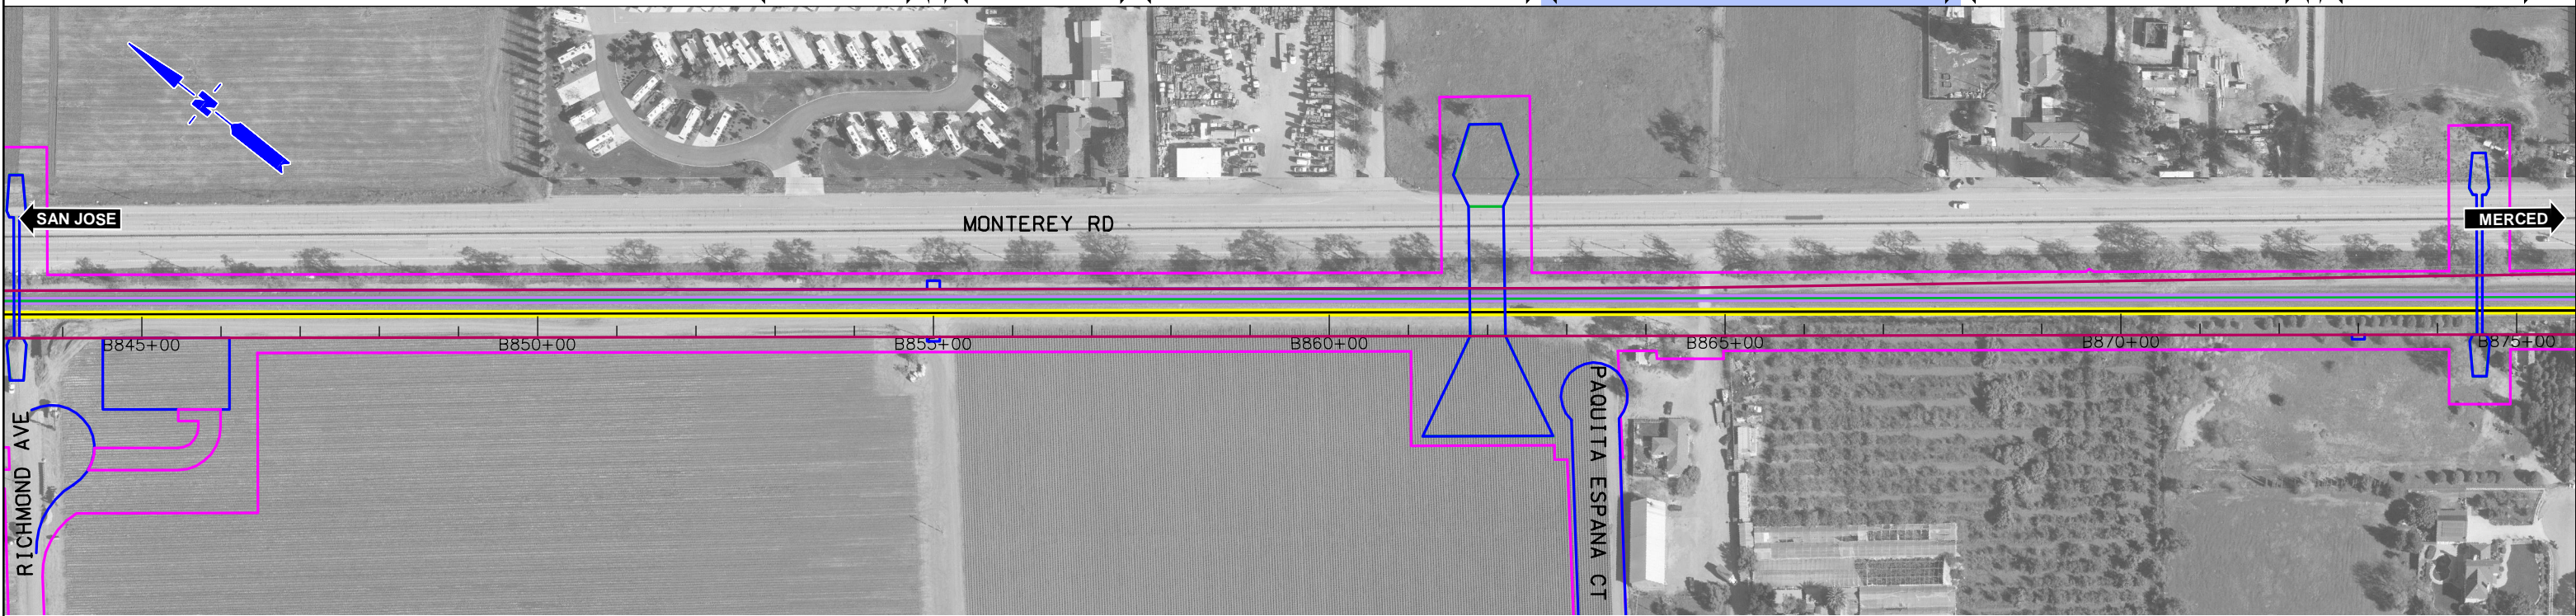 N
SAN JOSE
MONTEREY RD
MERCED
B845+00
B850+00
B855+00
B860+00
B865+00
B870+00
B875+00
RICHMOND AVE
PAQUITA ESPANA CT